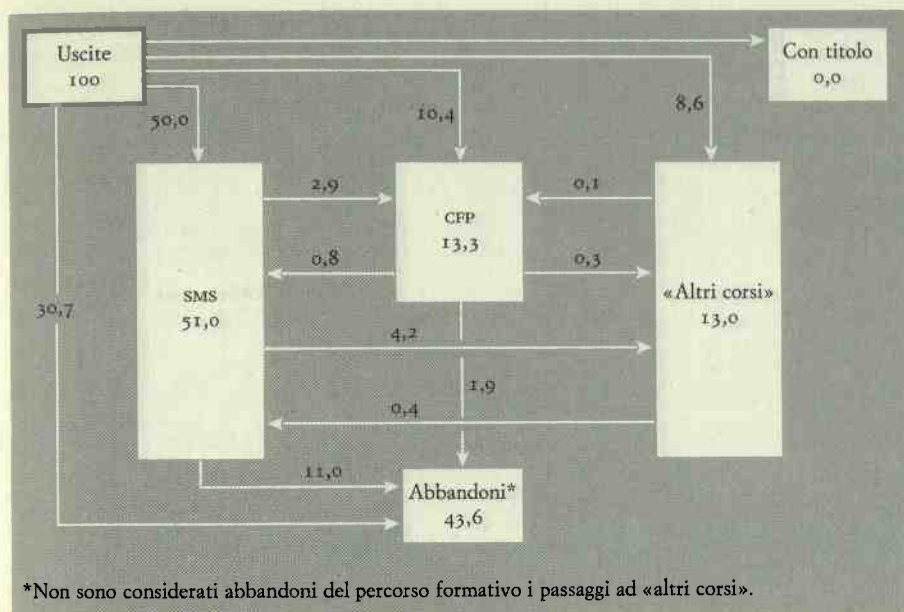 Uscite
100
Con titolo
0,0
50,0
10,4
8,6
2,9
0,1
CFP
13,3
0,8
0,3
SMS
51,0
«Altri corsi»
13,0
30,7
4,2
1,9
0,4
11,0
Abbandoni*
43,6
*Non sono considerati abbandoni del percorso formativo i passaggi ad «altri corsi».